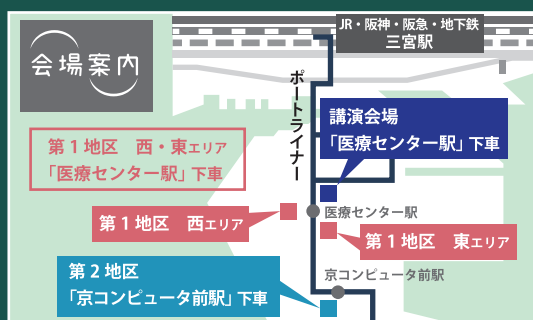 JR・阪神・阪急・地下鉄
三宮駅
会場案内
ポートライナー
講演会場
「医療センター駅」下車
第1地区 西・東エリア
「医療センター駅」下車
第1地区 西エリア
医療センター駅
第1地区 東エリア
第2地区
「京コンピュータ前駅」下車
京コンピュータ前駅